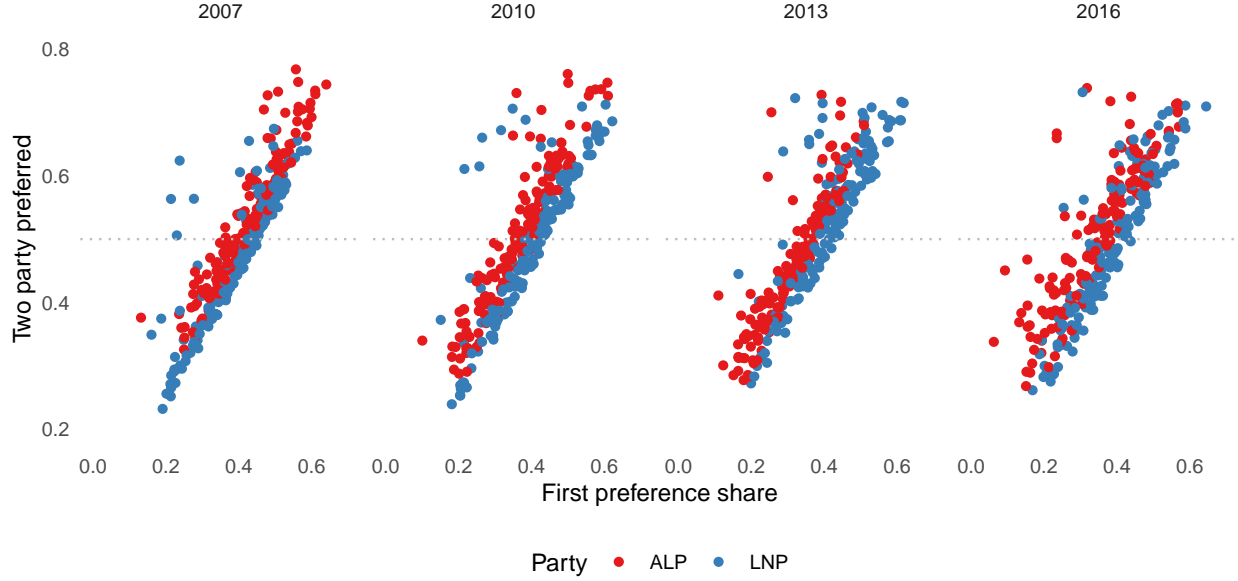 2007 2010 2013 2016
0.8
0.6
0.4
0.2
Two party preferred
0.0 0.2 0.4 0.6 0.0 0.2 0.4 0.6 0.0 0.2 0.4 0.6 0.0 0.2 0.4 0.6
First preference share
Party ALP LNP